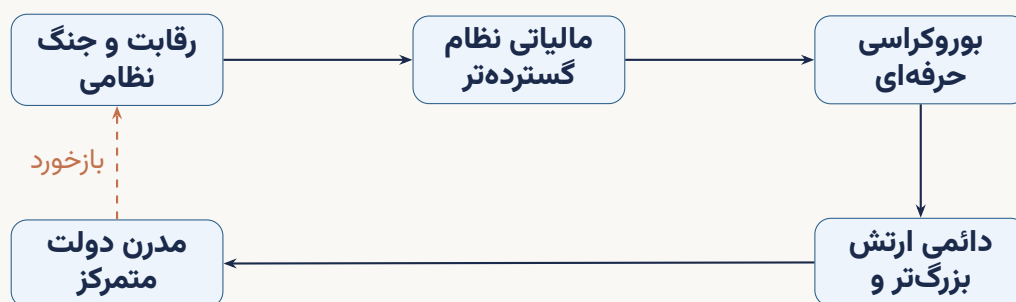 رقابت و جنگ
نظامی
مالیاتی نظام
گسترده‌تر
بوروکراسی
حرفه‌ای
دائمی ارتش
بزرگ‌تر و
مدرن دولت
متمرکز
بازخورد